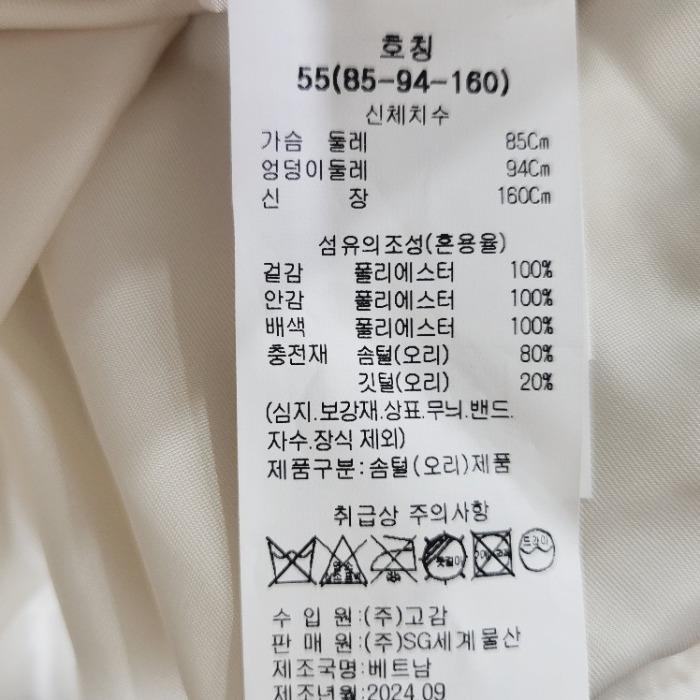 호칭
55(85-94-160)
신체치수
가슴 둘레 85Cm
엉덩이둘레 94Cm
신 장 160Cm
섬유의조성(혼용율)
겉감 폴리에스터 100%
안감 폴리에스터 100%
배색 폴리에스터 100%
충전재 솜털(오리) 80%
깃털(오리) 20%
(심지.보강재.상표.무늬.밴드.
자수.장식 제외)
제품구분:솜털(오리)제품
취급상 주의사항
드라이
수 입 원:(주)고감
판 매 원:(주)SG세계물산
제조국명:베트남
제조년월:2024.09